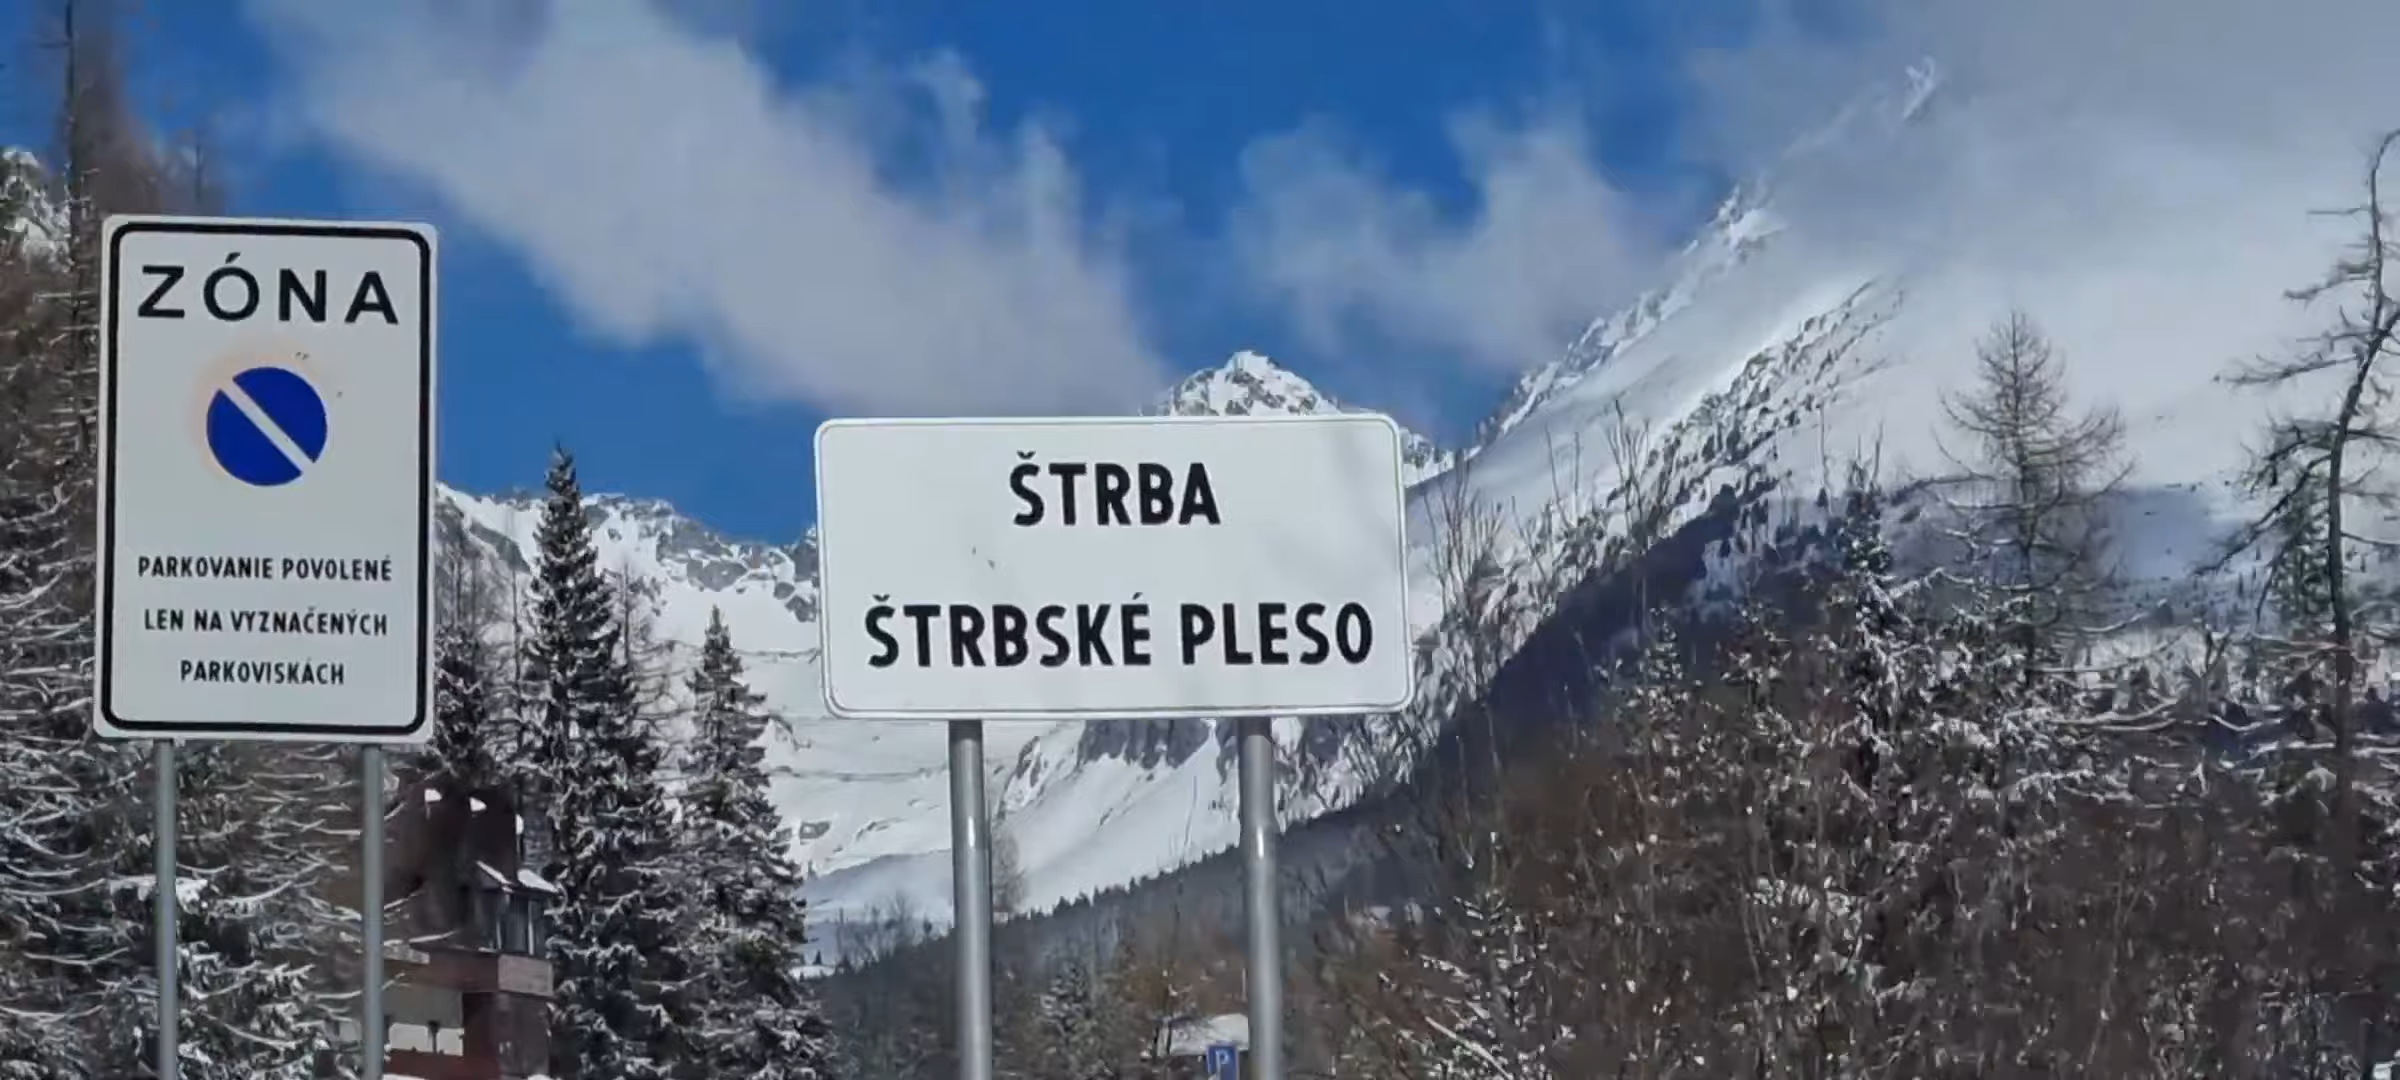 ZÓNA
PARKOVANIE POVOLENÉ
LEN NA VYZNAČENÝCH
PARKOVISKÁCH
ŠTRBA
ŠTRBSKÉ PLESO
P